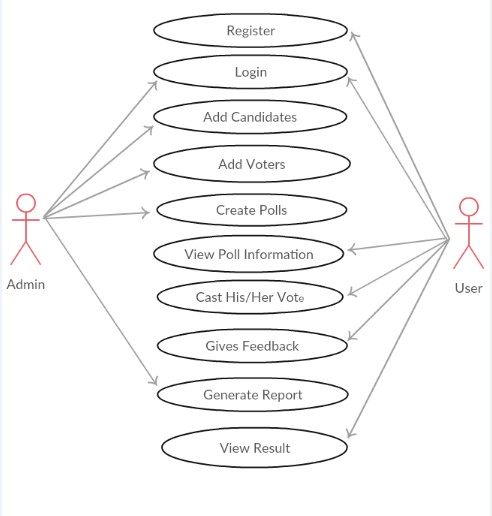 Register
Login
Add Candidates
Add Voters
Create Polls
View Poll Information
Admin
User
Cast His/Her Vote
Gives Feedback
Generate Report
View Result